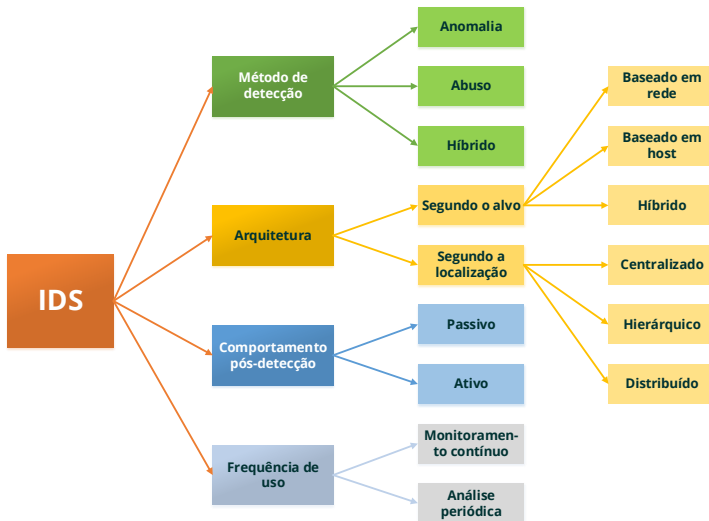 IDS
Método de
detecção
Anomalia
Abuso
Híbrido
Arquitetura
Segundo o alvo
Baseado em
rede
Baseado em
host
Híbrido
Segundo a
localização
Centralizado
Hierárquico
Distribuído
Comportamento
pós-detecção
Passivo
Ativo
Frequência de
uso
Monitoramen-
to contínuo
Análise
periódica